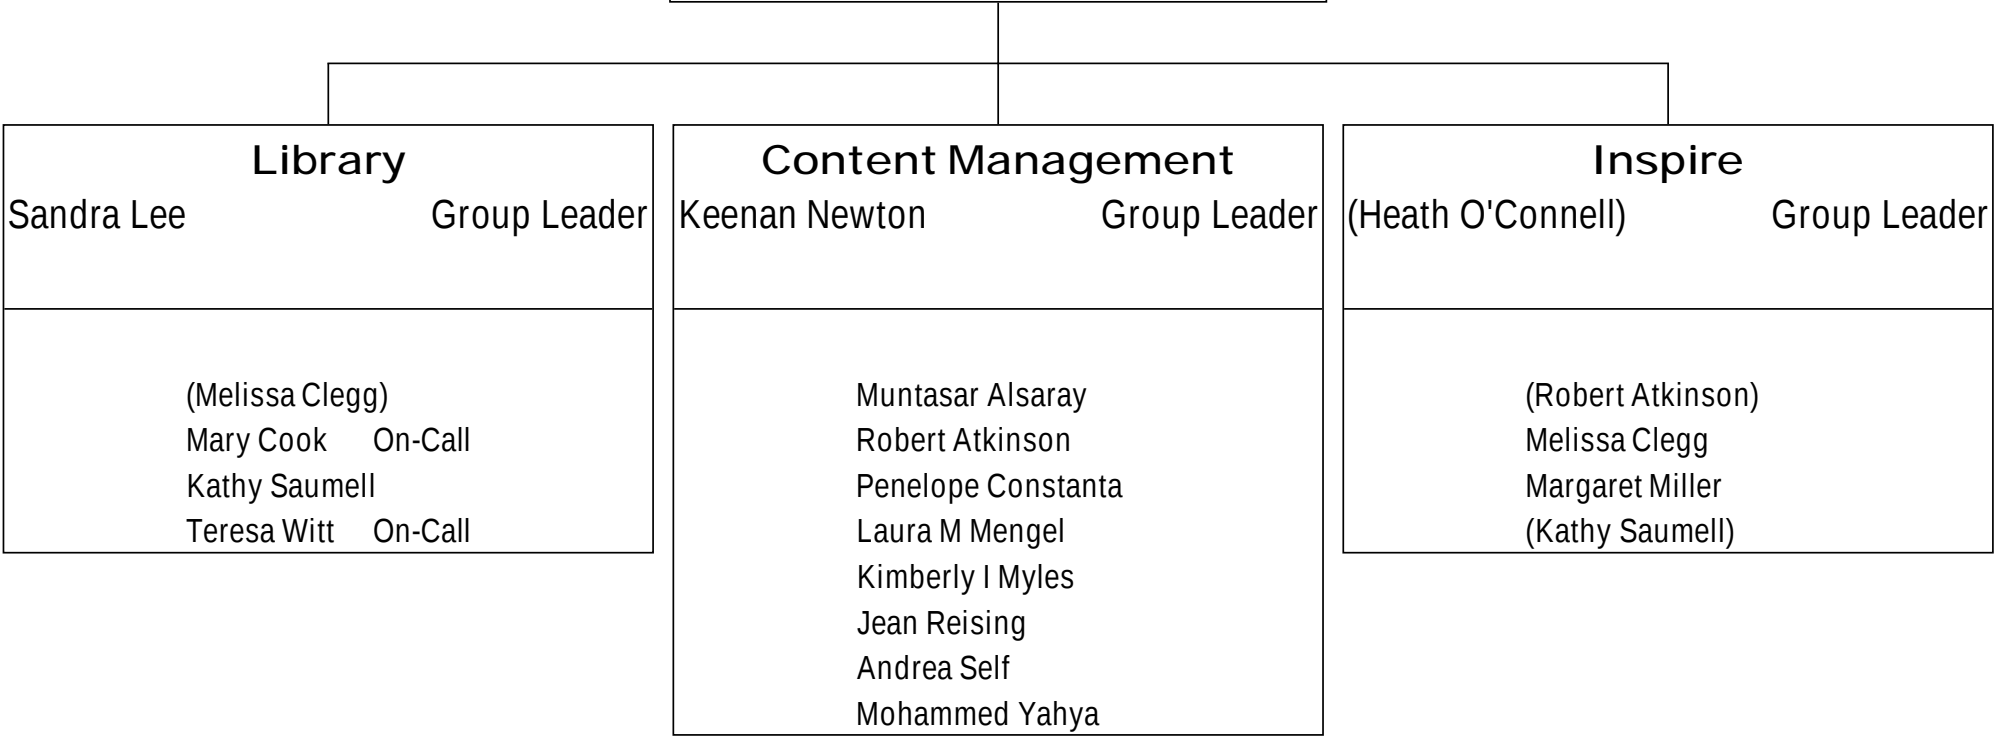 Library
Sandra Lee Group Leader
(Melissa Clegg)
Mary Cook On-Call
Kathy Saumell
Teresa Witt On-Call
Content Management
Keenan Newton Group Leader
Muntasar Alsaray
Robert Atkinson
Penelope Constanta
Laura M Mengel
Kimberly I Myles
Jean Reising
Andrea Self
Mohammed Yahya
Inspire
(Heath O'Connell) Group Leader
(Robert Atkinson)
Melissa Clegg
Margaret Miller
(Kathy Saumell)